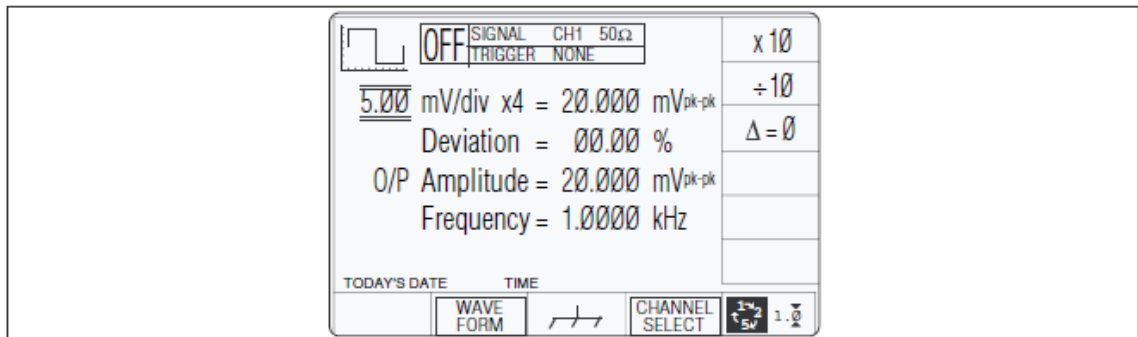 OFF SIGNAL CH1 50Ω
TRIGGER NONE
x 1Ø
÷ 1Ø
Δ = Ø
5.ØØ mV/div x4 = 2Ø.ØØØ mVpk-pk
Deviation = ØØ.ØØ %
O/P Amplitude = 2Ø.ØØØ mVpk-pk
Frequency = 1.ØØØØ kHz
TODAY'S DATE TIME
WAVE
FORM
CHANNEL
SELECT
1.Ø